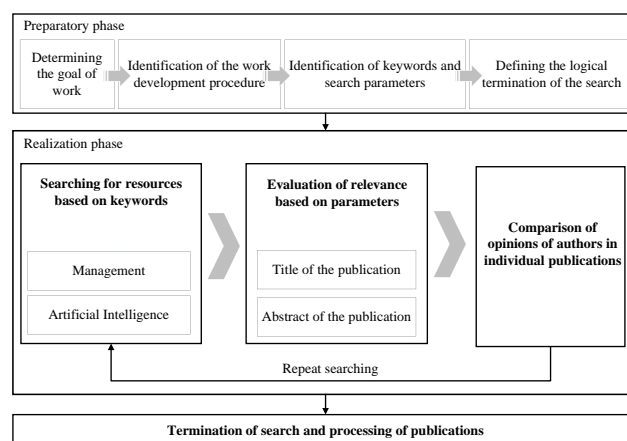 Preparatory phase
Determining
the goal of
work
Identification of the work
development procedure
Identification of keywords and
search parameters
Defining the logical
termination of the search
Realization phase
Searching for resources
based on keywords
Management
Artificial Intelligence
Evaluation of relevance
based on parameters
Title of the publication
Abstract of the publication
Comparison of
opinions of authors in
individual publications
Repeat searching
Termination of search and processing of publications